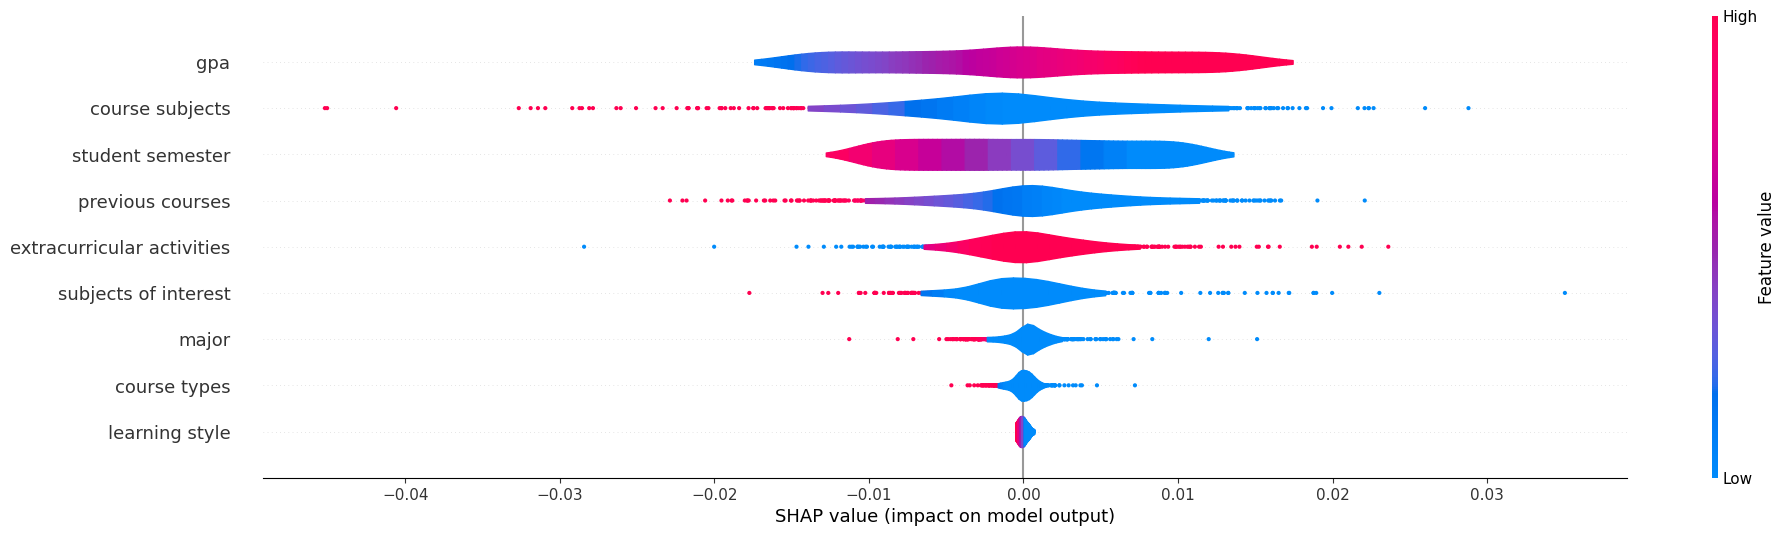 High
gpa
course subjects
student semester
previous courses
extracurricular activities
subjects of interest
major
course types
learning style
Feature value
Low
−0.04 −0.03 −0.02 −0.01 0.00 0.01 0.02 0.03
SHAP value (impact on model output)